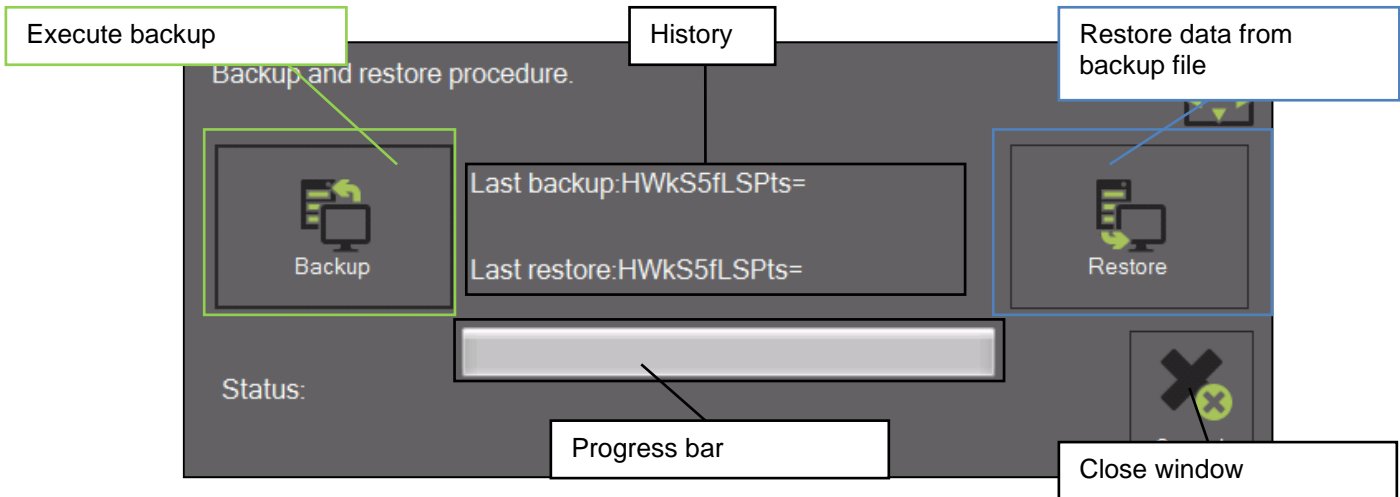 Execute backup
History
Restore data from
backup file
Backup and restore procedure.
Last backup:HWkS5fLSPts=
Backup
Last restore:HWkS5fLSPts=
Restore
Status:
Progress bar
Close window